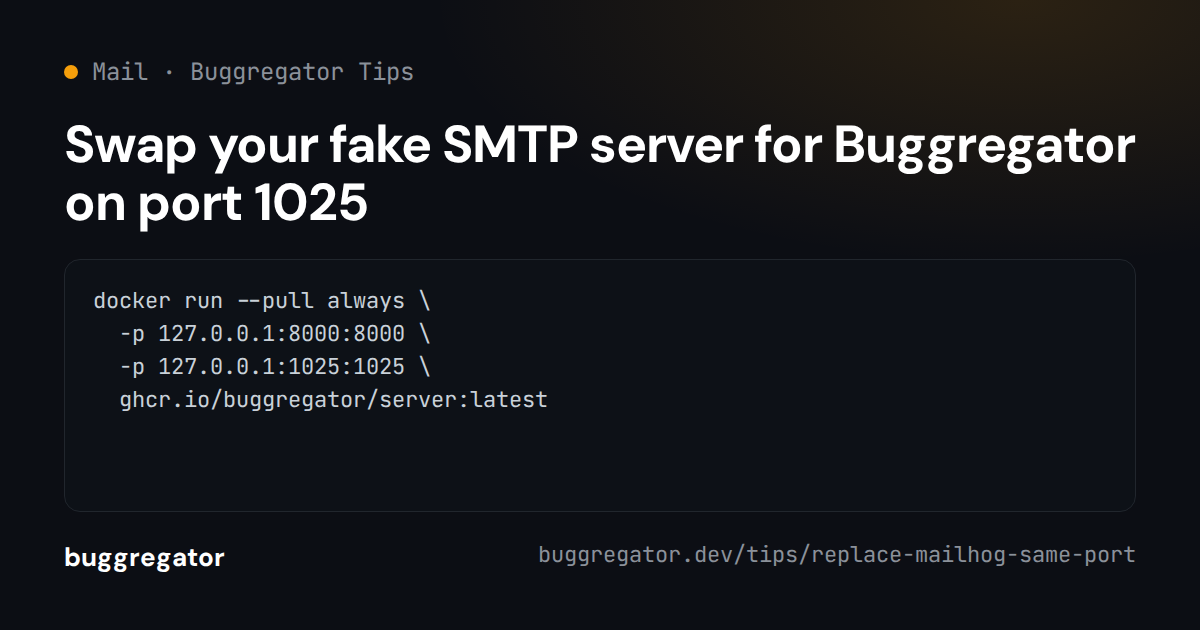 Mail · Buggregator Tips
Swap your fake SMTP server for Buggregator
on port 1025
docker run --pull always \
  -p 127.0.0.1:8000:8000 \
  -p 127.0.0.1:1025:1025 \
  ghcr.io/buggregator/server:latest
buggregator
buggregator.dev/tips/replace-mailhog-same-port